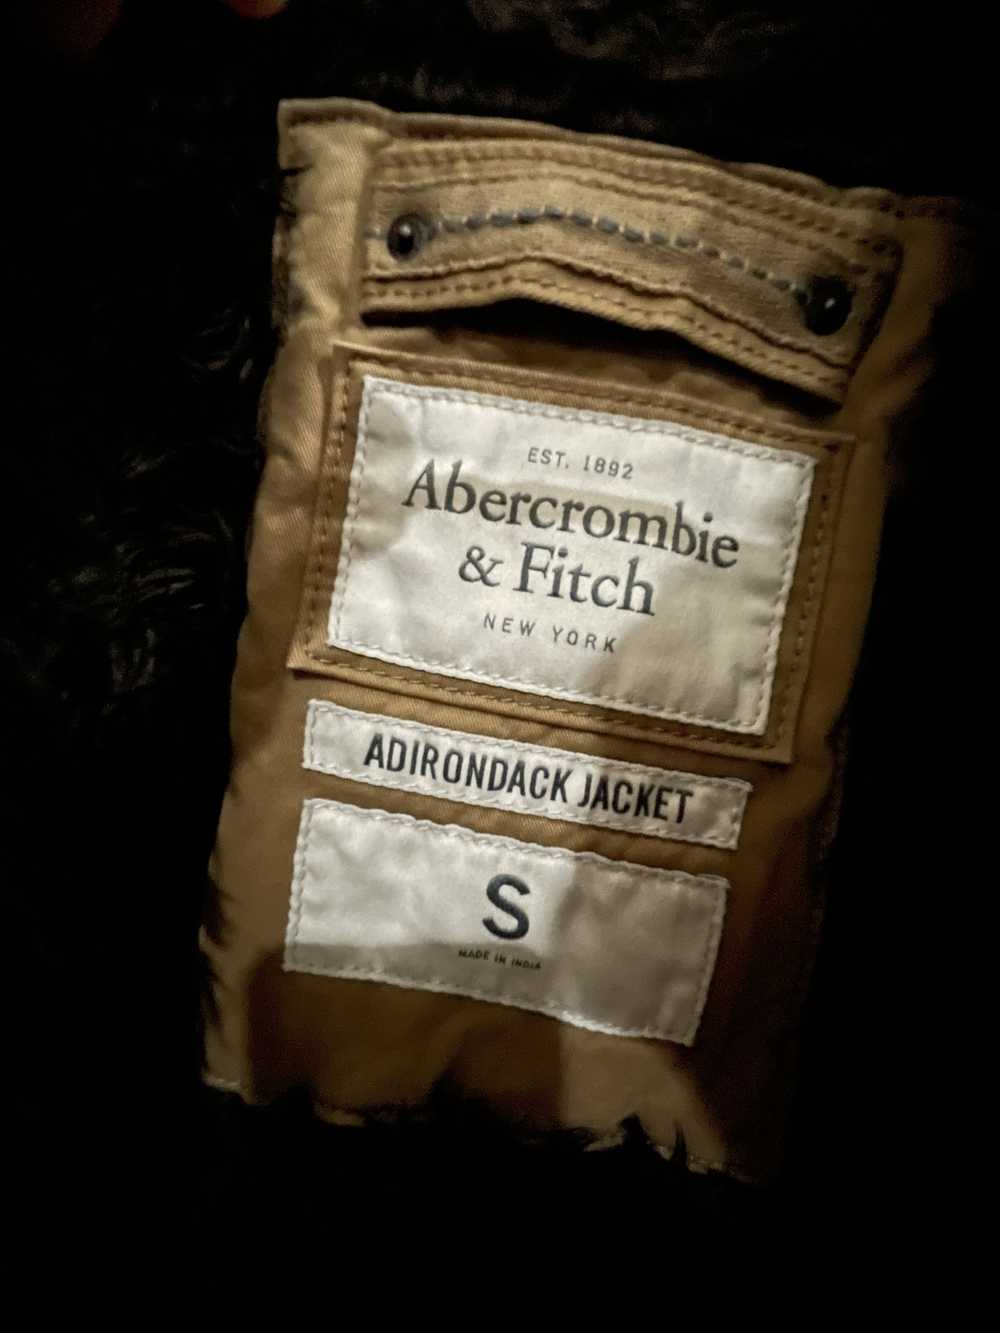 EST. 1892
Abercrombie
& Fitch
NEW YORK
ADIRONDACK JACKET
S
MADE IN INDIA